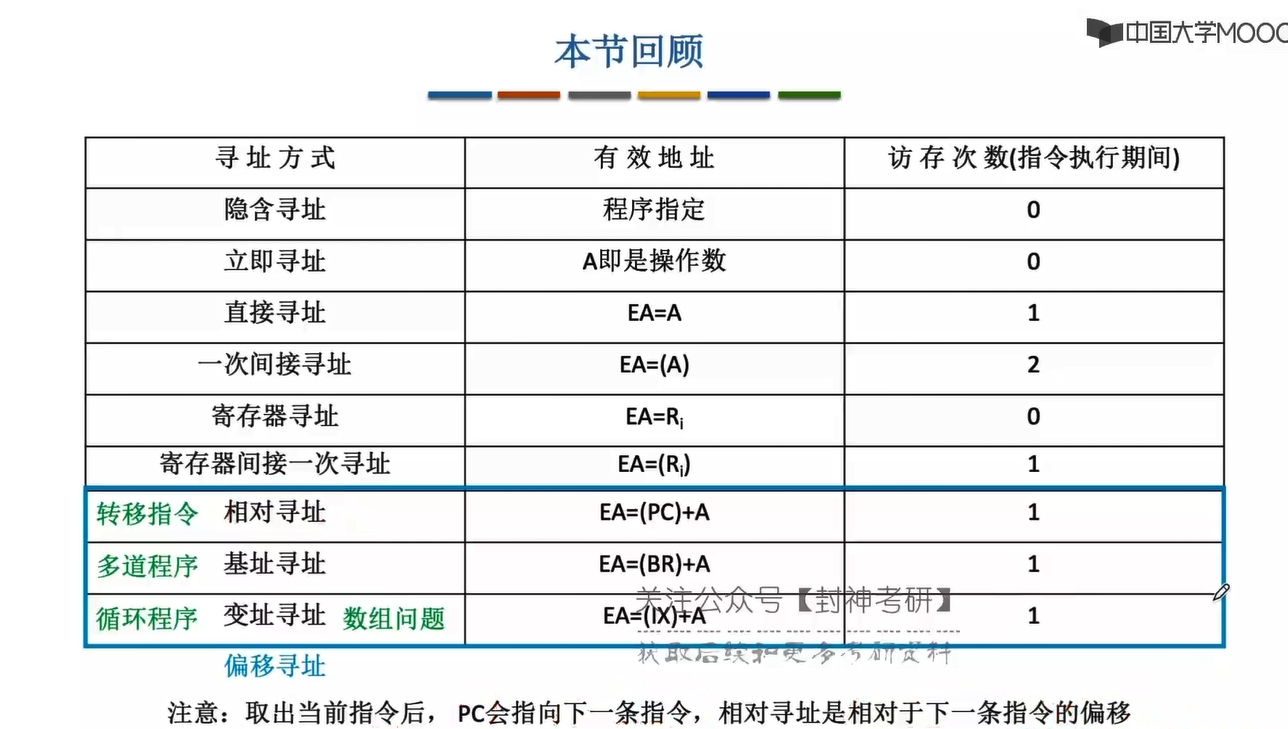 中国大学MOOC
本节回顾
寻址方式 有效地址 访存次数(指令执行期间)
隐含寻址 程序指定 0
立即寻址 A即是操作数 0
直接寻址 EA=A 1
一次间接寻址 EA=(A) 2
寄存器寻址 EA=Ri 0
寄存器间接一次寻址 EA=(Ri) 1
转移指令 相对寻址 EA=(PC)+A 1
多道程序 基址寻址 EA=(BR)+A 1
关注公众号【封神考研】
循环程序 变址寻址 数组问题 EA=(IX)+A 1
获取后续和更多考研资料
偏移寻址
注意：取出当前指令后， PC会指向下一条指令，相对寻址是相对于下一条指令的偏移